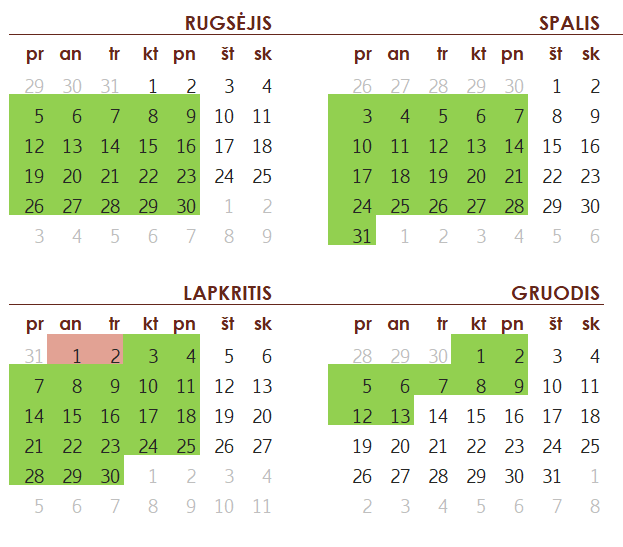 RUGSĖJIS
pr an tr kt pn št sk
29 30 31 1 2 3 4
5 6 7 8 9 10 11
12 13 14 15 16 17 18
19 20 21 22 23 24 25
26 27 28 29 30 1 2
3 4 5 6 7 8 9
SPALIS
pr an tr kt pn št sk
26 27 28 29 30 1 2
3 4 5 6 7 8 9
10 11 12 13 14 15 16
17 18 19 20 21 22 23
24 25 26 27 28 29 30
31 1 2 3 4 5 6
LAPKRITIS
pr an tr kt pn št sk
31 1 2 3 4 5 6
7 8 9 10 11 12 13
14 15 16 17 18 19 20
21 22 23 24 25 26 27
28 29 30 1 2 3 4
5 6 7 8 9 10 11
GRUODIS
pr an tr kt pn št sk
28 29 30 1 2 3 4
5 6 7 8 9 10 11
12 13 14 15 16 17 18
19 20 21 22 23 24 25
26 27 28 29 30 31 1
2 3 4 5 6 7 8